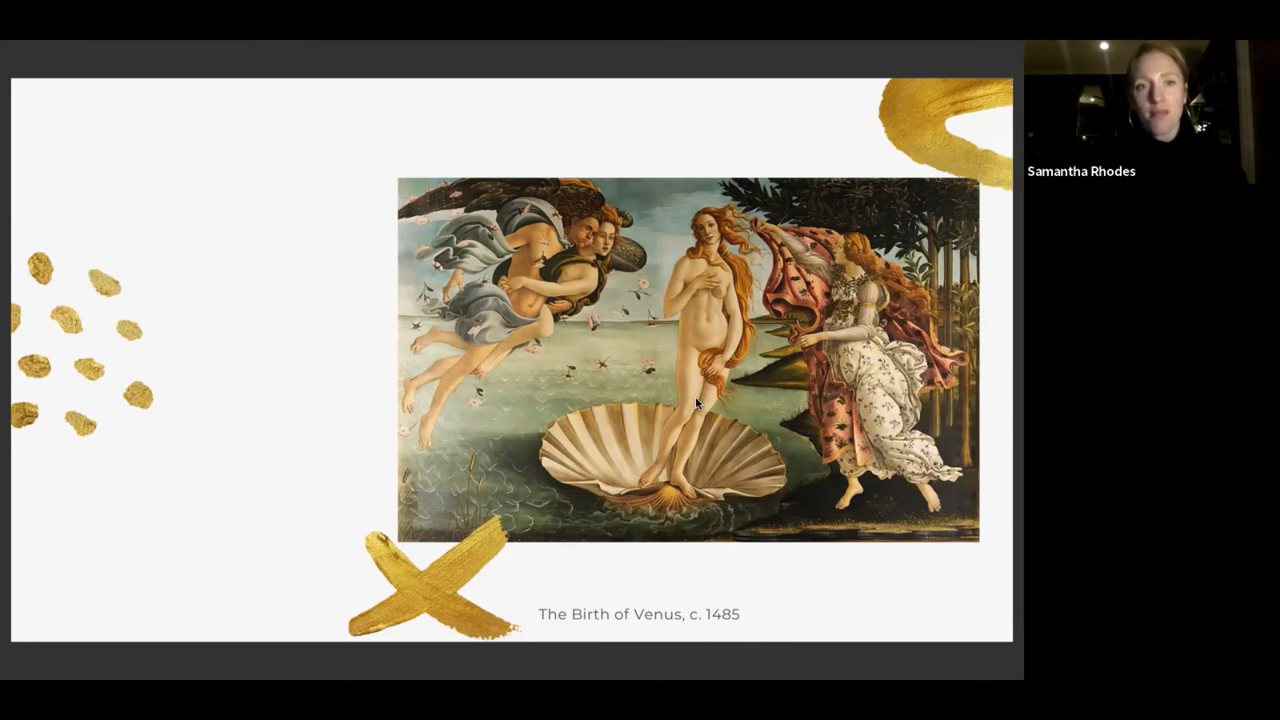 Samantha Rhodes
The Birth of Venus, c. 1485